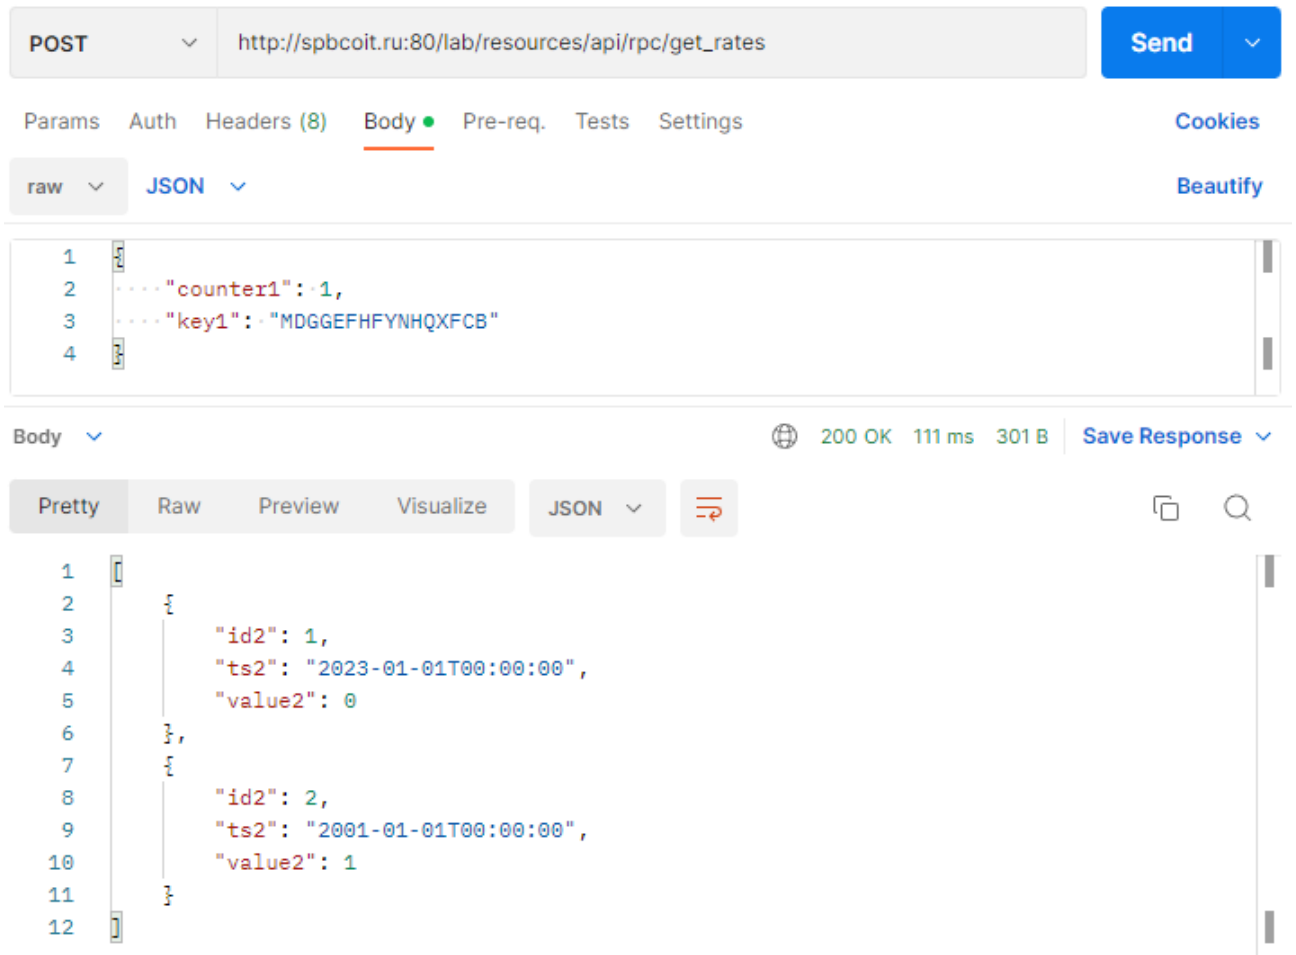 POST http://spbcoit.ru:80/lab/resources/api/rpc/get_rates Send
Params Auth Headers (8) Body Pre-req. Tests Settings Cookies
raw JSON Beautify
1 {
2 "counter1": 1,
3 "key1": "MDGGEFHFYNHQXFCB"
4 }
Body 200 OK 111 ms 301 B Save Response
Pretty Raw Preview Visualize JSON
1 [
2 {
3 "id2": 1,
4 "ts2": "2023-01-01T00:00:00",
5 "value2": 0
6 },
7 {
8 "id2": 2,
9 "ts2": "2001-01-01T00:00:00",
10 "value2": 1
11 }
12 ]